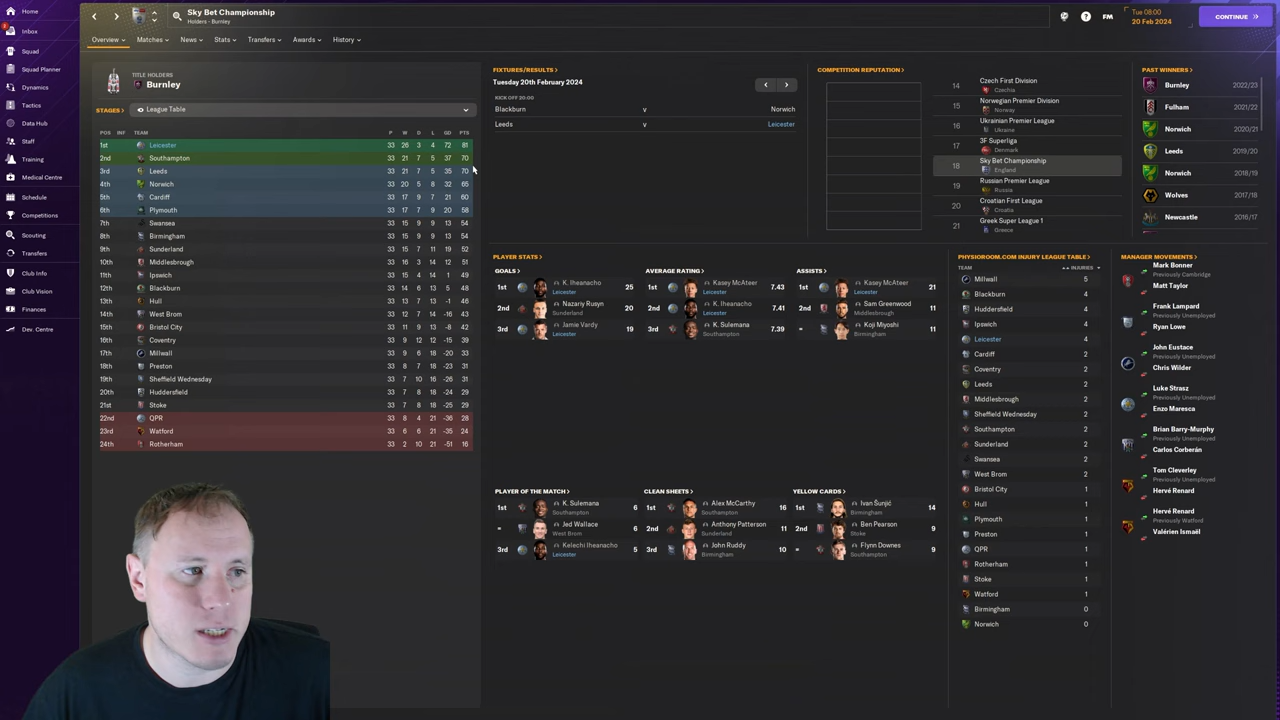 Home
Inbox
Squad
Squad Planner
Dynamics
Tactics
Data Hub
Staff
Training
Medical Centre
Schedule
Competitions
Scouting
Transfers
Club Info
Club Vision
Finances
Dev. Centre
Sky Bet Championship
Holders - Burnley
FM
Tue 08:00
20 Feb 2024
CONTINUE
Overview
Matches
News
Stats
Transfers
Awards
History
TITLE HOLDERS
Burnley
STAGES
League Table
POS INF TEAM P W D L GD PTS
1st Leicester 33 26 3 4 72 81
2nd Southampton 33 21 7 5 37 70
3rd Leeds 33 21 7 5 35 70
4th Norwich 33 20 5 8 32 65
5th Cardiff 33 17 9 7 21 60
6th Plymouth 33 17 7 9 20 58
7th Swansea 33 15 9 9 13 54
8th Birmingham 33 15 9 9 13 54
9th Sunderland 33 15 7 11 19 52
10th Middlesbrough 33 16 3 14 12 51
11th Ipswich 33 15 4 14 1 49
12th Blackburn 33 14 6 13 5 48
13th Hull 33 13 7 13 -1 46
14th West Brom 33 12 7 14 -8 43
15th Bristol City 33 11 9 13 -8 42
16th Coventry 33 9 12 12 -15 39
17th Millwall 33 9 6 18 -20 33
18th Preston 33 8 7 18 -23 31
19th Sheffield Wednesday 33 7 10 16 -26 31
20th Huddersfield 33 7 8 18 -24 29
21st Stoke 33 7 8 18 -25 29
22nd QPR 33 8 4 21 -36 28
23rd Watford 33 6 6 21 -35 24
24th Rotherham 33 2 10 21 -51 16
FIXTURES/RESULTS
Tuesday 20th February 2024
KICK OFF 20:00
Blackburn v Norwich
Leeds v Leicester
COMPETITION REPUTATION
14 Czech First Division
Czechia
15 Norwegian Premier Division
Norway
16 Ukrainian Premier League
Ukraine
17 3F Superliga
Denmark
18 Sky Bet Championship
England
19 Russian Premier League
Russia
20 Croatian First League
Croatia
21 Greek Super League 1
Greece
PAST WINNERS
Burnley 2022/23
Fulham 2021/22
Norwich 2020/21
Leeds 2019/20
Norwich 2018/19
Wolves 2017/18
Newcastle 2016/17
PLAYER STATS
GOALS
1st K. Iheanacho 25
Leicester
2nd Nazariy Rusyn 20
Sunderland
3rd Jamie Vardy 19
Leicester
AVERAGE RATING
1st Kasey McAteer 7.43
Leicester
2nd K. Iheanacho 7.41
Leicester
3rd K. Sulemana 7.39
Southampton
ASSISTS
1st Kasey McAteer 21
Leicester
2nd Sam Greenwood 11
Middlesbrough
= Koji Miyoshi 11
Birmingham
PLAYER OF THE MATCH
1st K. Sulemana 6
Southampton
= Jed Wallace 6
West Brom
3rd Kelechi Iheanacho 5
Leicester
CLEAN SHEETS
1st Alex McCarthy 16
Southampton
2nd Anthony Patterson 11
Sunderland
3rd John Ruddy 10
Birmingham
YELLOW CARDS
1st Ivan Šunjić 14
Birmingham
2nd Ben Pearson 9
Stoke
= Flynn Downes 9
Southampton
PHYSIOROOM.COM INJURY LEAGUE TABLE
TEAM INJURIES
Millwall 5
Blackburn 4
Huddersfield 4
Ipswich 4
Leicester 4
Cardiff 2
Coventry 2
Leeds 2
Middlesbrough 2
Sheffield Wednesday 2
Southampton 2
Sunderland 2
Swansea 2
West Brom 2
Bristol City 1
Hull 1
Plymouth 1
Preston 1
QPR 1
Rotherham 1
Stoke 1
Watford 1
Birmingham 0
Norwich 0
MANAGER MOVEMENTS
Mark Bonner
Previously Cambridge
Matt Taylor
Frank Lampard
Previously Unemployed
Ryan Lowe
John Eustace
Previously Unemployed
Chris Wilder
Luke Strasz
Previously Unemployed
Enzo Maresca
Brian Barry-Murphy
Previously Unemployed
Carlos Corberán
Tom Cleverley
Previously Unemployed
Hervé Renard
Hervé Renard
Previously Watford
Valérien Ismaël